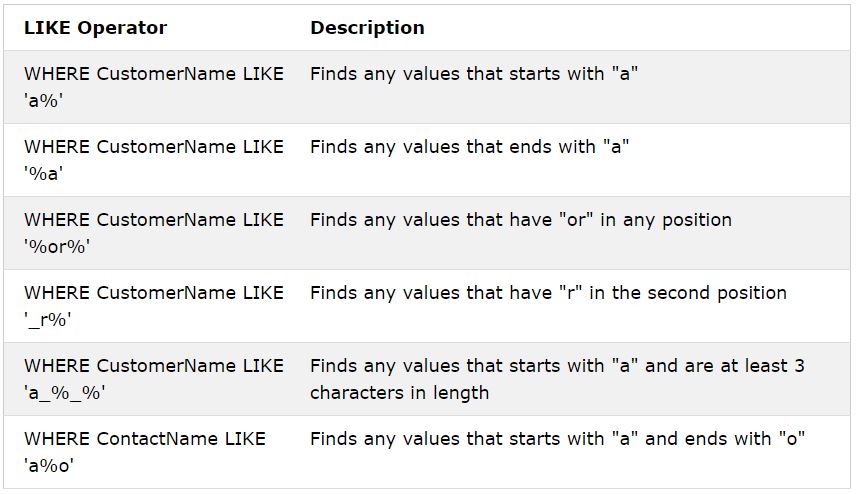 LIKE Operator Description
WHERE CustomerName LIKE Finds any values that starts with "a"
'a%'
WHERE CustomerName LIKE Finds any values that ends with "a"
'%a'
WHERE CustomerName LIKE Finds any values that have "or" in any position
'%or%'
WHERE CustomerName LIKE Finds any values that have "r" in the second position
'_r%'
WHERE CustomerName LIKE Finds any values that starts with "a" and are at least 3
'a_%_%' characters in length
WHERE ContactName LIKE Finds any values that starts with "a" and ends with "o"
'a%o'